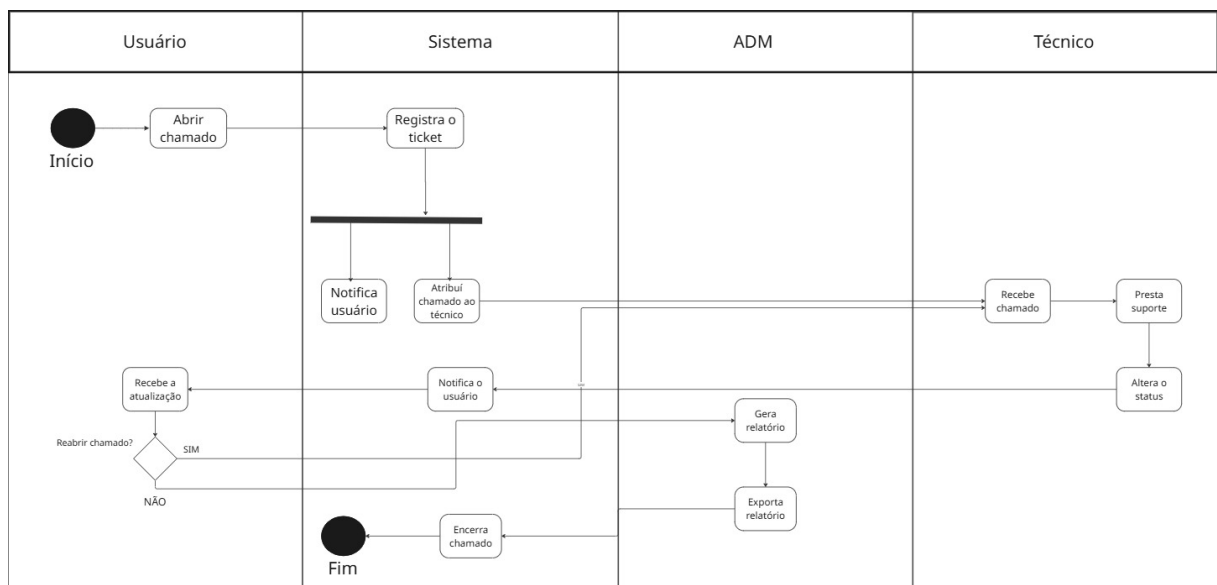 Usuário
Sistema
ADM
Técnico
Abrir
chamado
Registra o
ticket
Início
Notifica
usuário
Atribuí
chamado ao
técnico
Recebe
chamado
Presta
suporte
Recebe a
atualização
Notifica o
usuário
Altera o
status
Gera
relatório
Reabrir chamado?
SIM
NÃO
Exporta
relatório
Encerra
chamado
Fim